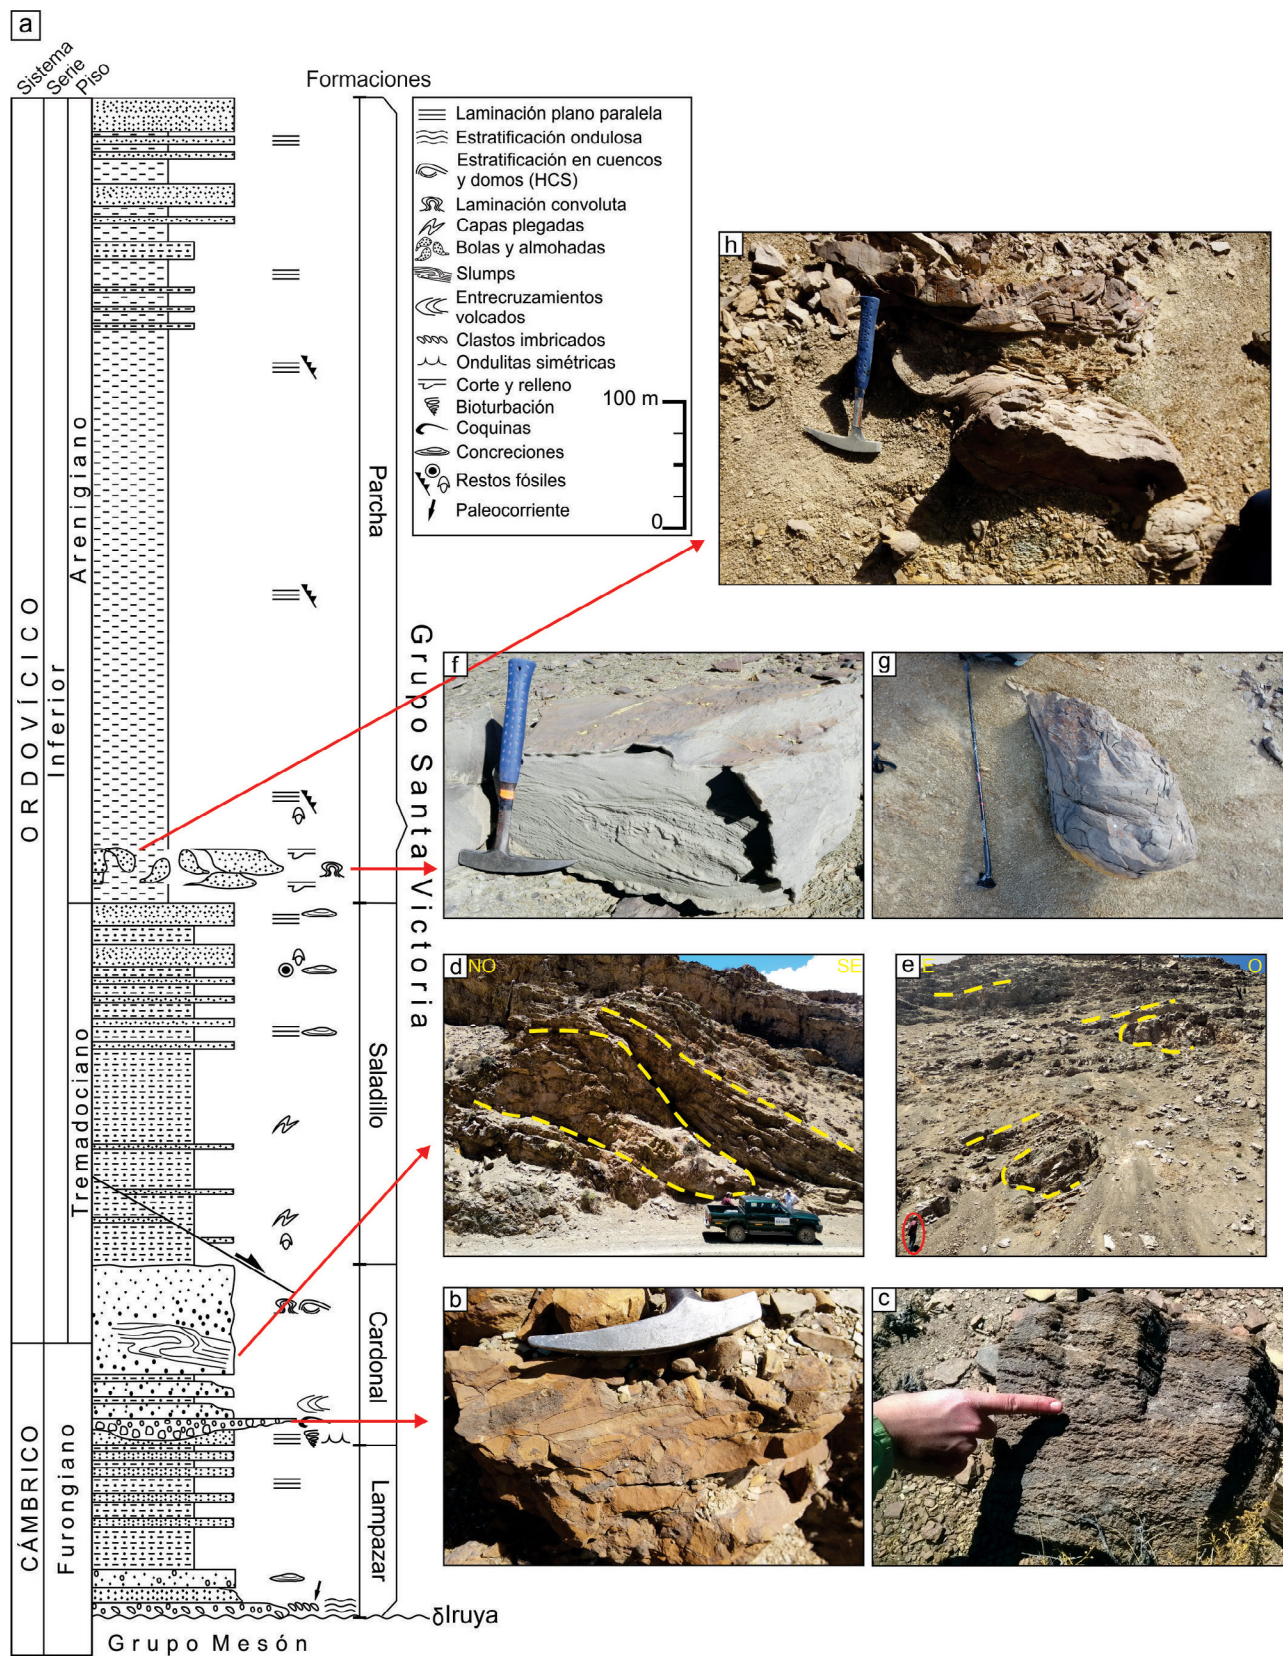 a
Sistema
Serie
Piso
Formaciones
Laminación plano paralela
Estratificación ondulosa
Estratificación en cuencos
y domos (HCS)
Laminación convoluta
Capas plegadas
Bolas y almohadas
Slumps
Entrecruzamientos
volcados
Clastos imbricados
Ondulitas simétricas
Corte y relleno
Bioturbación
Coquinas
Concreciones
Restos fósiles
Paleocorriente
100 m
0
ORDOVÍCICO
Inferior
Arenigiano
Tremadociano
CÁMBRICO
Furongiano
Parcha
Saladillo
Cardonal
Lampazar
Grupo Santa Victoria
δIruya
Grupo Mesón
h
f
g
d
NO
SE
e
E
O
b
c